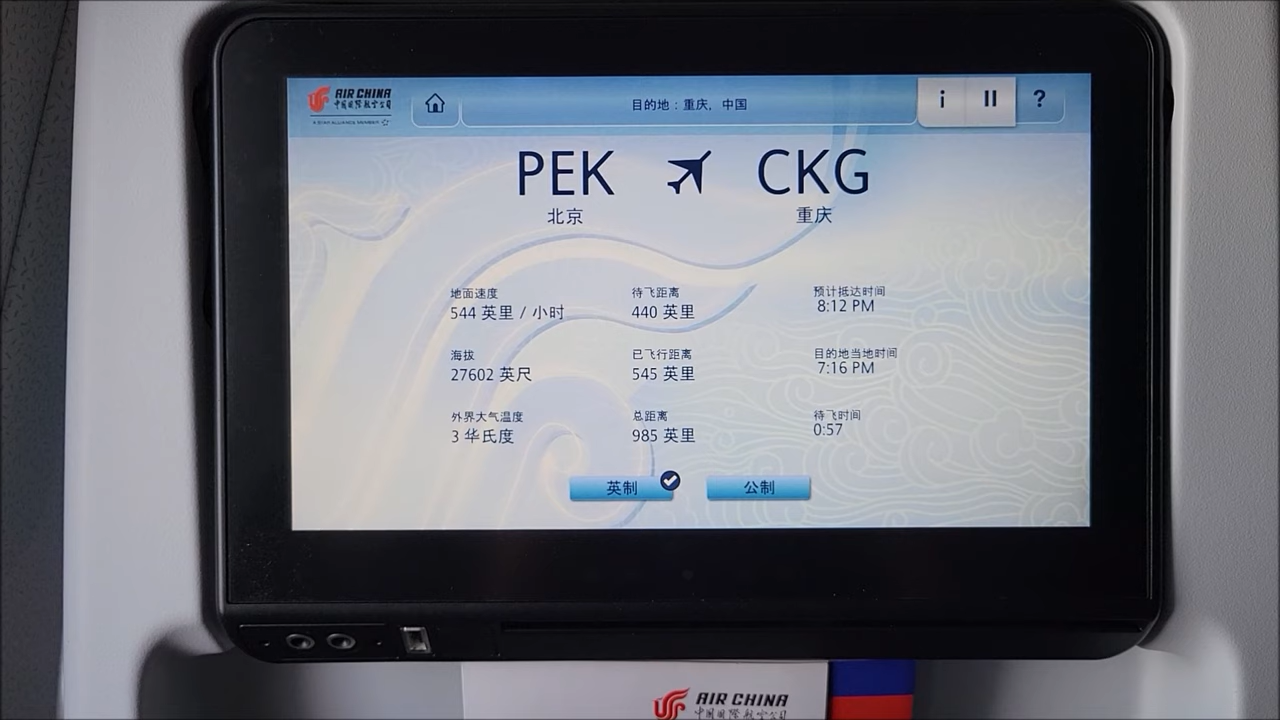 AIR CHINA
中国国际航空公司
A STAR ALLIANCE MEMBER
目的地：重庆，中国
i
?
PEK
CKG
北京
重庆
地面速度
待飞距离
预计抵达时间
544 英里 / 小时
440 英里
8:12 PM
海拔
已飞行距离
目的地当地时间
27602 英尺
545 英里
7:16 PM
外界大气温度
总距离
待飞时间
3 华氏度
985 英里
0:57
英制
公制
AIR CHINA
中国国际航空公司